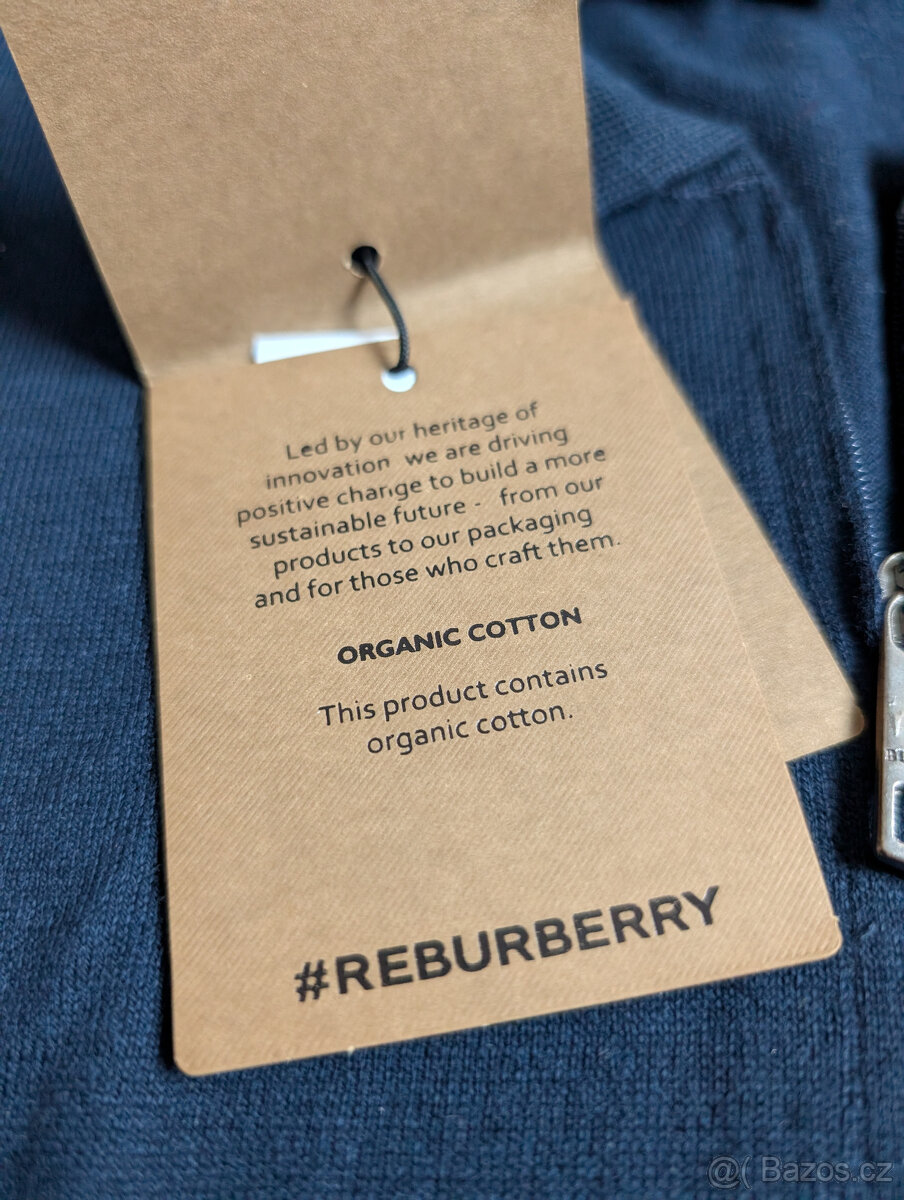 Led by our heritage of
innovation we are driving
positive change to build a more
sustainable future - from our
products to our packaging
and for those who craft them.
ORGANIC COTTON
This product contains
organic cotton.
#REBURBERRY
@( Bazos.cz